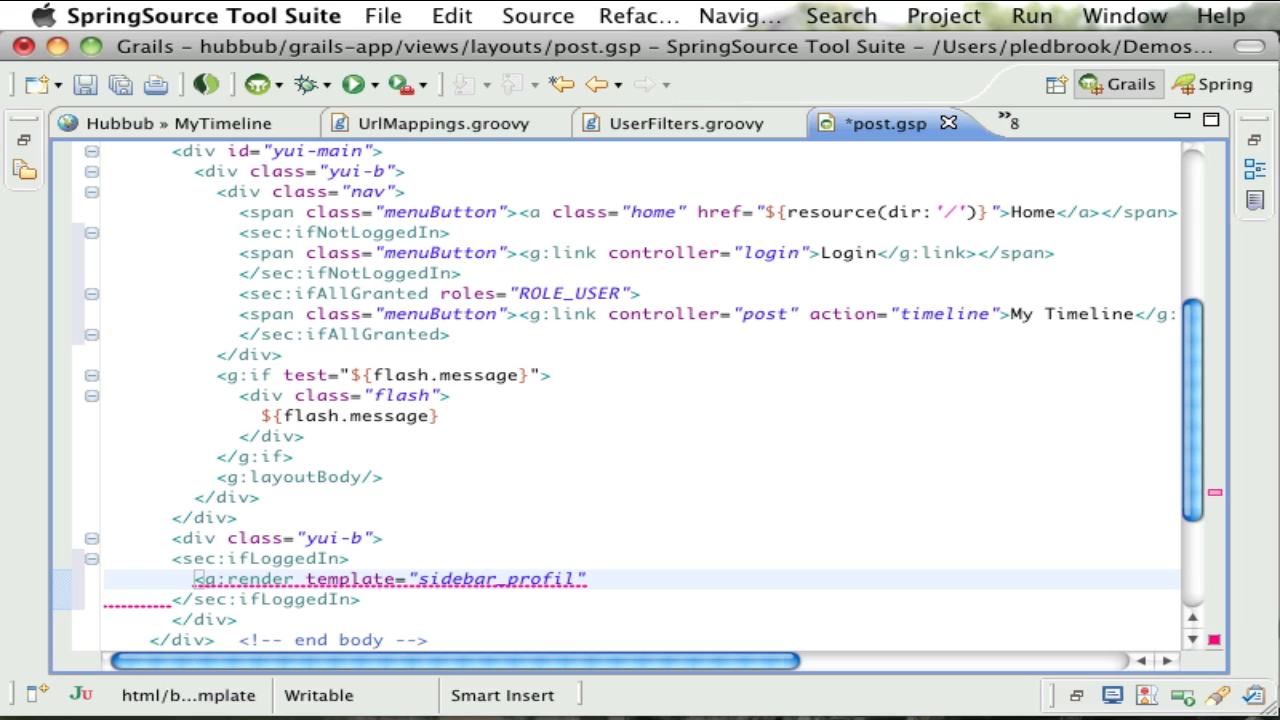 SpringSource Tool Suite File Edit Source Refac... Navig... Search Project Run Window Help
Grails – hubbub/grails-app/views/layouts/post.gsp – SpringSource Tool Suite – /Users/pledbrook/Demos...
Grails Spring
Hubbub » MyTimeline UrlMappings.groovy UserFilters.groovy *post.gsp »8
<div id="yui-main">
<div class="yui-b">
<div class="nav">
<span class="menuButton"><a class="home" href="${resource(dir:'/')}">Home</a></span>
<sec:ifNotLoggedIn>
<span class="menuButton"><g:link controller="login">Login</g:link></span>
</sec:ifNotLoggedIn>
<sec:ifAllGranted roles="ROLE_USER">
<span class="menuButton"><g:link controller="post" action="timeline">My Timeline</g:
</sec:ifAllGranted>
</div>
<g:if test="${flash.message}">
<div class="flash">
${flash.message}
</div>
</g:if>
<g:layoutBody/>
</div>
</div>
<div class="yui-b">
<sec:ifLoggedIn>
<g:render template="sidebar_profil"
</sec:ifLoggedIn>
</div>
</div> <!-- end body -->
JU html/b...mplate Writable Smart Insert